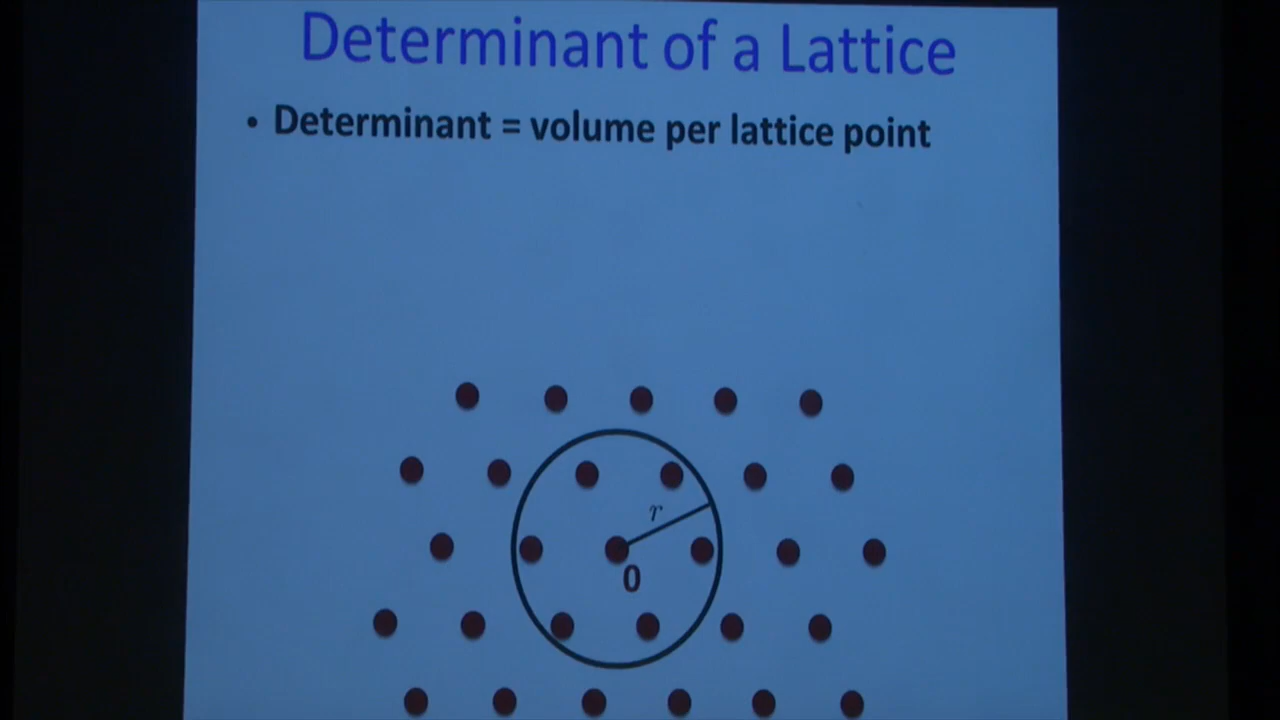 Determinant of a Lattice
• Determinant = volume per lattice point
r
0